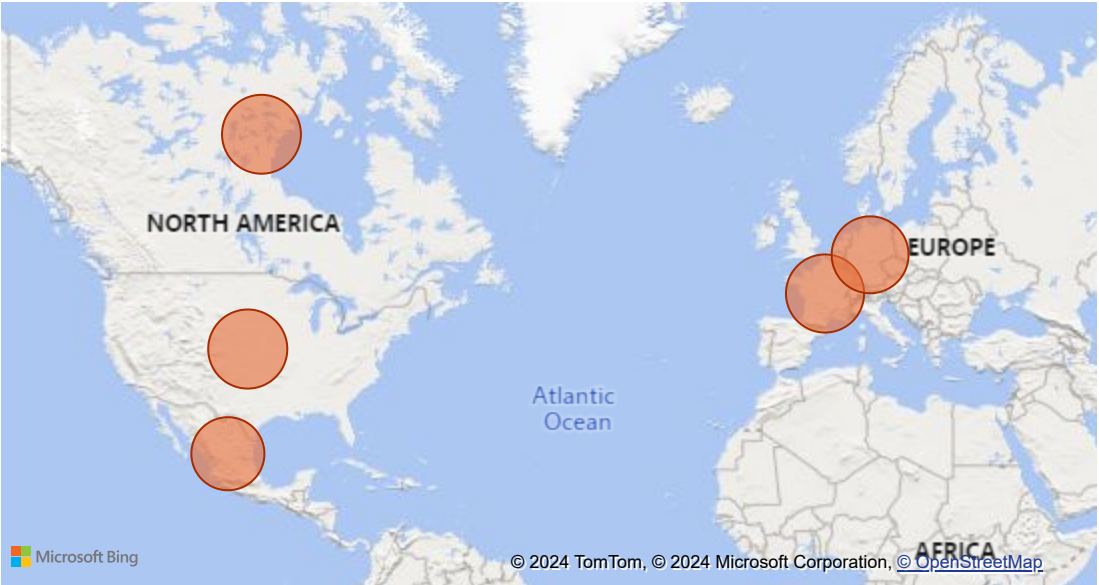 NORTH AMERICA
EUROPE
Atlantic
Ocean
AFRICA
Microsoft Bing
© 2024 TomTom, © 2024 Microsoft Corporation, © OpenStreetMap